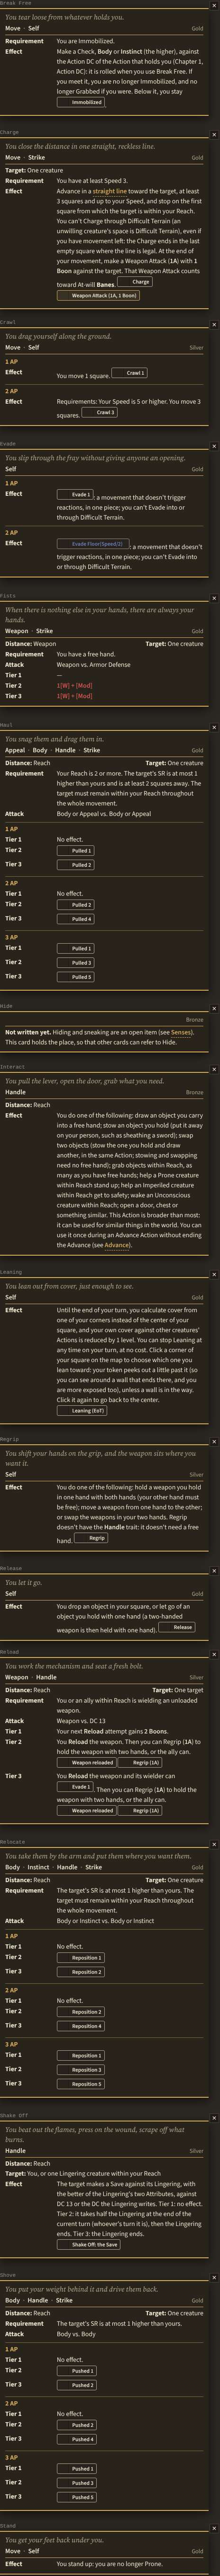 Break Free
You tear loose from whatever holds you.
Move · Self Gold
Requirement You are Immobilized.
Effect Make a Check, Body or Instinct (the higher), against
the Action DC of the Action that holds you (Chapter 1,
Action DC): it is rolled when you use Break Free. If
you meet it, you are no longer Immobilized, and no
longer Grabbed if you were. Below it, you stay
Immobilized
Charge
You close the distance in one straight, reckless line.
Move · Strike Gold
Target: One creature
Requirement You have at least Speed 3.
Effect Advance in a straight line toward the target, at least
3 squares and up to your Speed, and stop on the first
square from which the target is within your Reach.
You can't Charge through Difficult Terrain (an
unwilling creature's space is Difficult Terrain), even if
you have movement left: the Charge ends in the last
empty square where the line is legal. At the end of
your movement, make a Weapon Attack (1A) with 1
Boon against the target. That Weapon Attack counts
toward At-will Banes. Charge
Weapon Attack (1A, 1 Boon)
Crawl
You drag yourself along the ground.
Move · Self Silver
1 AP
Effect You move 1 square. Crawl 1
2 AP
Effect Requirements: Your Speed is 5 or higher. You move 3
squares. Crawl 3
Evade
You slip through the fray without giving anyone an opening.
Self Gold
1 AP
Effect Evade 1 : a movement that doesn't trigger
reactions, in one piece; you can't Evade into or
through Difficult Terrain.
2 AP
Effect Evade Floor(Speed/2) : a movement that doesn't
trigger reactions, in one piece; you can't Evade into
or through Difficult Terrain.
Fists
When there is nothing else in your hands, there are always your
hands.
Weapon · Strike Gold
Distance: Weapon Target: One creature
Requirement You have a free hand.
Attack Weapon vs. Armor Defense
Tier 1 —
Tier 2 1[W] + [Mod]
Tier 3 1[W] + [Mod]
Haul
You snag them and drag them in.
Appeal · Body · Handle · Strike Gold
Distance: Reach Target: One creature
Requirement Your Reach is 2 or more. The target's SR is at most 1
higher than yours and is at least 2 squares away. The
target must remain within your Reach throughout
the whole movement.
Attack Body or Appeal vs. Body or Appeal
1 AP
Tier 1 No effect.
Tier 2 Pulled 1
Tier 3 Pulled 2
2 AP
Tier 1 No effect.
Tier 2 Pulled 2
Tier 3 Pulled 4
3 AP
Tier 1 Pulled 1
Tier 2 Pulled 3
Tier 3 Pulled 5
Hide
Bronze
Not written yet. Hiding and sneaking are an open item (see Senses).
This card holds the place, so that other cards can refer to Hide.
Interact
You pull the lever, open the door, grab what you need.
Handle Bronze
Distance: Reach
Effect You do one of the following: draw an object you carry
into a free hand; stow an object you hold (put it away
on your person, such as sheathing a sword); swap
two objects (stow the one you hold and draw
another, in the same Action; stowing and swapping
need no free hand); grab objects within Reach, as
many as you have free hands; help a Prone creature
within Reach stand up; help an Imperiled creature
within Reach get to safety; wake an Unconscious
creature within Reach; open a door, chest or
something similar. This Action is broader than most:
it can be used for similar things in the world. You can
use it once during an Advance Action without ending
the Advance (see Advance).
Leaning
You lean out from cover, just enough to see.
Self Gold
Effect Until the end of your turn, you calculate cover from
one of your corners instead of the center of your
square, and your own cover against other creatures'
Actions is reduced by 1 level. You can stop Leaning at
any time on your turn, at no cost. Click a corner of
your square on the map to choose which one you
lean toward: your token peeks out a little past it (so
you can see around a wall that ends there, and you
are more exposed too), unless a wall is in the way.
Click it again to go back to the center.
Leaning (EoT)
Regrip
You shift your hands on the grip, and the weapon sits where you
want it.
Self Silver
Effect You do one of the following: hold a weapon you hold
in one hand with both hands (your other hand must
be free); move a weapon from one hand to the other;
or swap the weapons in your two hands. Regrip
doesn't have the Handle trait: it doesn't need a free
hand. Regrip
Release
You let it go.
Self Gold
Effect You drop an object in your square, or let go of an
object you hold with one hand (a two-handed
weapon is then held with one hand). Release
Reload
You work the mechanism and seat a fresh bolt.
Weapon · Handle Gold
Distance: Reach Target: One target
Requirement You or an ally within Reach is wielding an unloaded
weapon.
Attack Weapon vs. DC 13
Tier 1 Your next Reload attempt gains 2 Boons.
Tier 2 You Reload the weapon. Then you can Regrip (1A) to
hold the weapon with two hands, or the ally can.
Weapon reloaded Regrip (1A)
Tier 3 You Reload the weapon and its wielder can
Evade 1 . Then you can Regrip (1A) to hold the
weapon with two hands, or the ally can.
Weapon reloaded Regrip (1A)
Relocate
You take them by the arm and put them where you want them.
Body · Instinct · Handle · Strike Gold
Distance: Reach Target: One creature
Requirement The target's SR is at most 1 higher than yours. The
target must remain within your Reach throughout
the whole movement.
Attack Body or Instinct vs. Body or Instinct
1 AP
Tier 1 No effect.
Tier 2 Reposition 1
Tier 3 Reposition 2
2 AP
Tier 1 No effect.
Tier 2 Reposition 2
Tier 3 Reposition 4
3 AP
Tier 1 Reposition 1
Tier 2 Reposition 3
Tier 3 Reposition 5
Shake Off
You beat out the flames, press on the wound, scrape off what
burns.
Handle Silver
Distance: Reach
Target: You, or one Lingering creature within your Reach
Effect The target makes a Save against its Lingering, with
the better of the Lingering's two Attributes, against
DC 13 or the DC the Lingering writes. Tier 1: no effect.
Tier 2: it takes half the Lingering at the end of the
current turn (whoever's turn it is), then the Lingering
ends. Tier 3: the Lingering ends.
Shake Off: the Save
Shove
You put your weight behind it and drive them back.
Body · Handle · Strike Gold
Distance: Reach Target: One creature
Requirement The target's SR is at most 1 higher than yours.
Attack Body vs. Body
1 AP
Tier 1 No effect.
Tier 2 Pushed 1
Tier 3 Pushed 2
2 AP
Tier 1 No effect.
Tier 2 Pushed 2
Tier 3 Pushed 4
3 AP
Tier 1 Pushed 1
Tier 2 Pushed 3
Tier 3 Pushed 5
Stand
You get your feet back under you.
Move · Self Gold
Effect You stand up: you are no longer Prone.